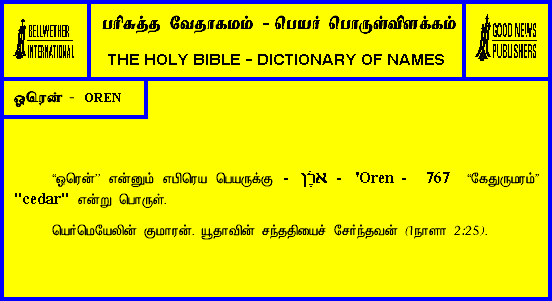 BELLWETHER
INTERNATIONAL
பரிசுத்த வேதாகமம் - பெயர் பொருள்விளக்கம்
THE HOLY BIBLE - DICTIONARY OF NAMES
GOOD NEWS
PUBLISHERS
ஓரென் - OREN
“ஓரென்” என்னும் எபிரெய பெயருக்கு - אֹרֶן - 'Oren - 767 “கேதுருமரம்”
"cedar" என்று பொருள்.
யெர்மெயேலின் குமாரன். யூதாவின் சந்ததியைச் சேர்ந்தவன் (1நாளா 2:25).